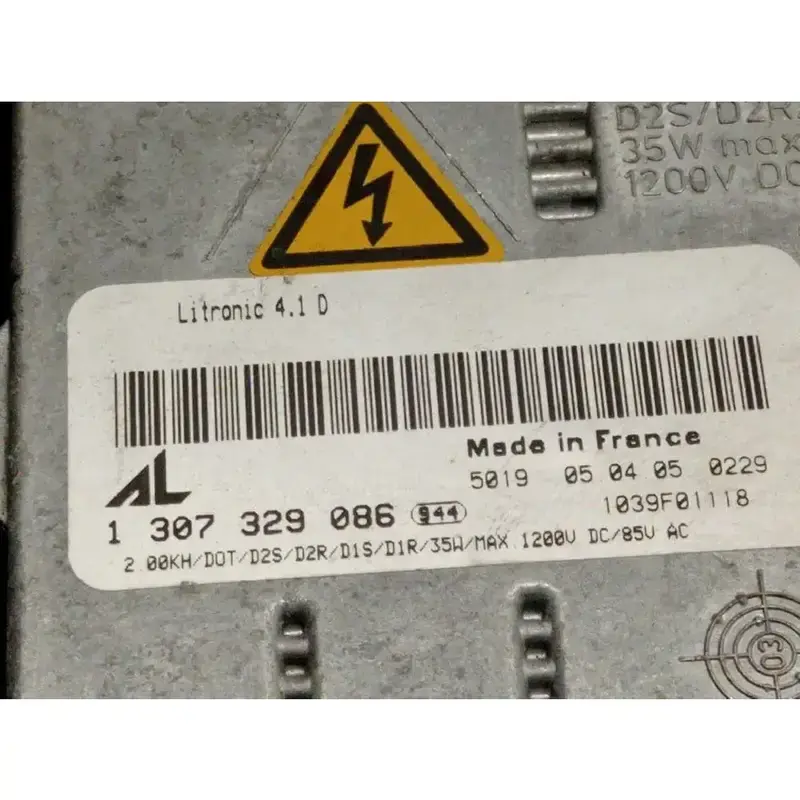 D2S/D2R
35W max
1200V DC
Litronic 4.1 D
Made in France
AL
5019 05 04 05 0229
1 307 329 086 944
1039F01118
2.00KH/DOT/D2S/D2R/D1S/D1R/35W/MAX.1200V DC/85V AC
03